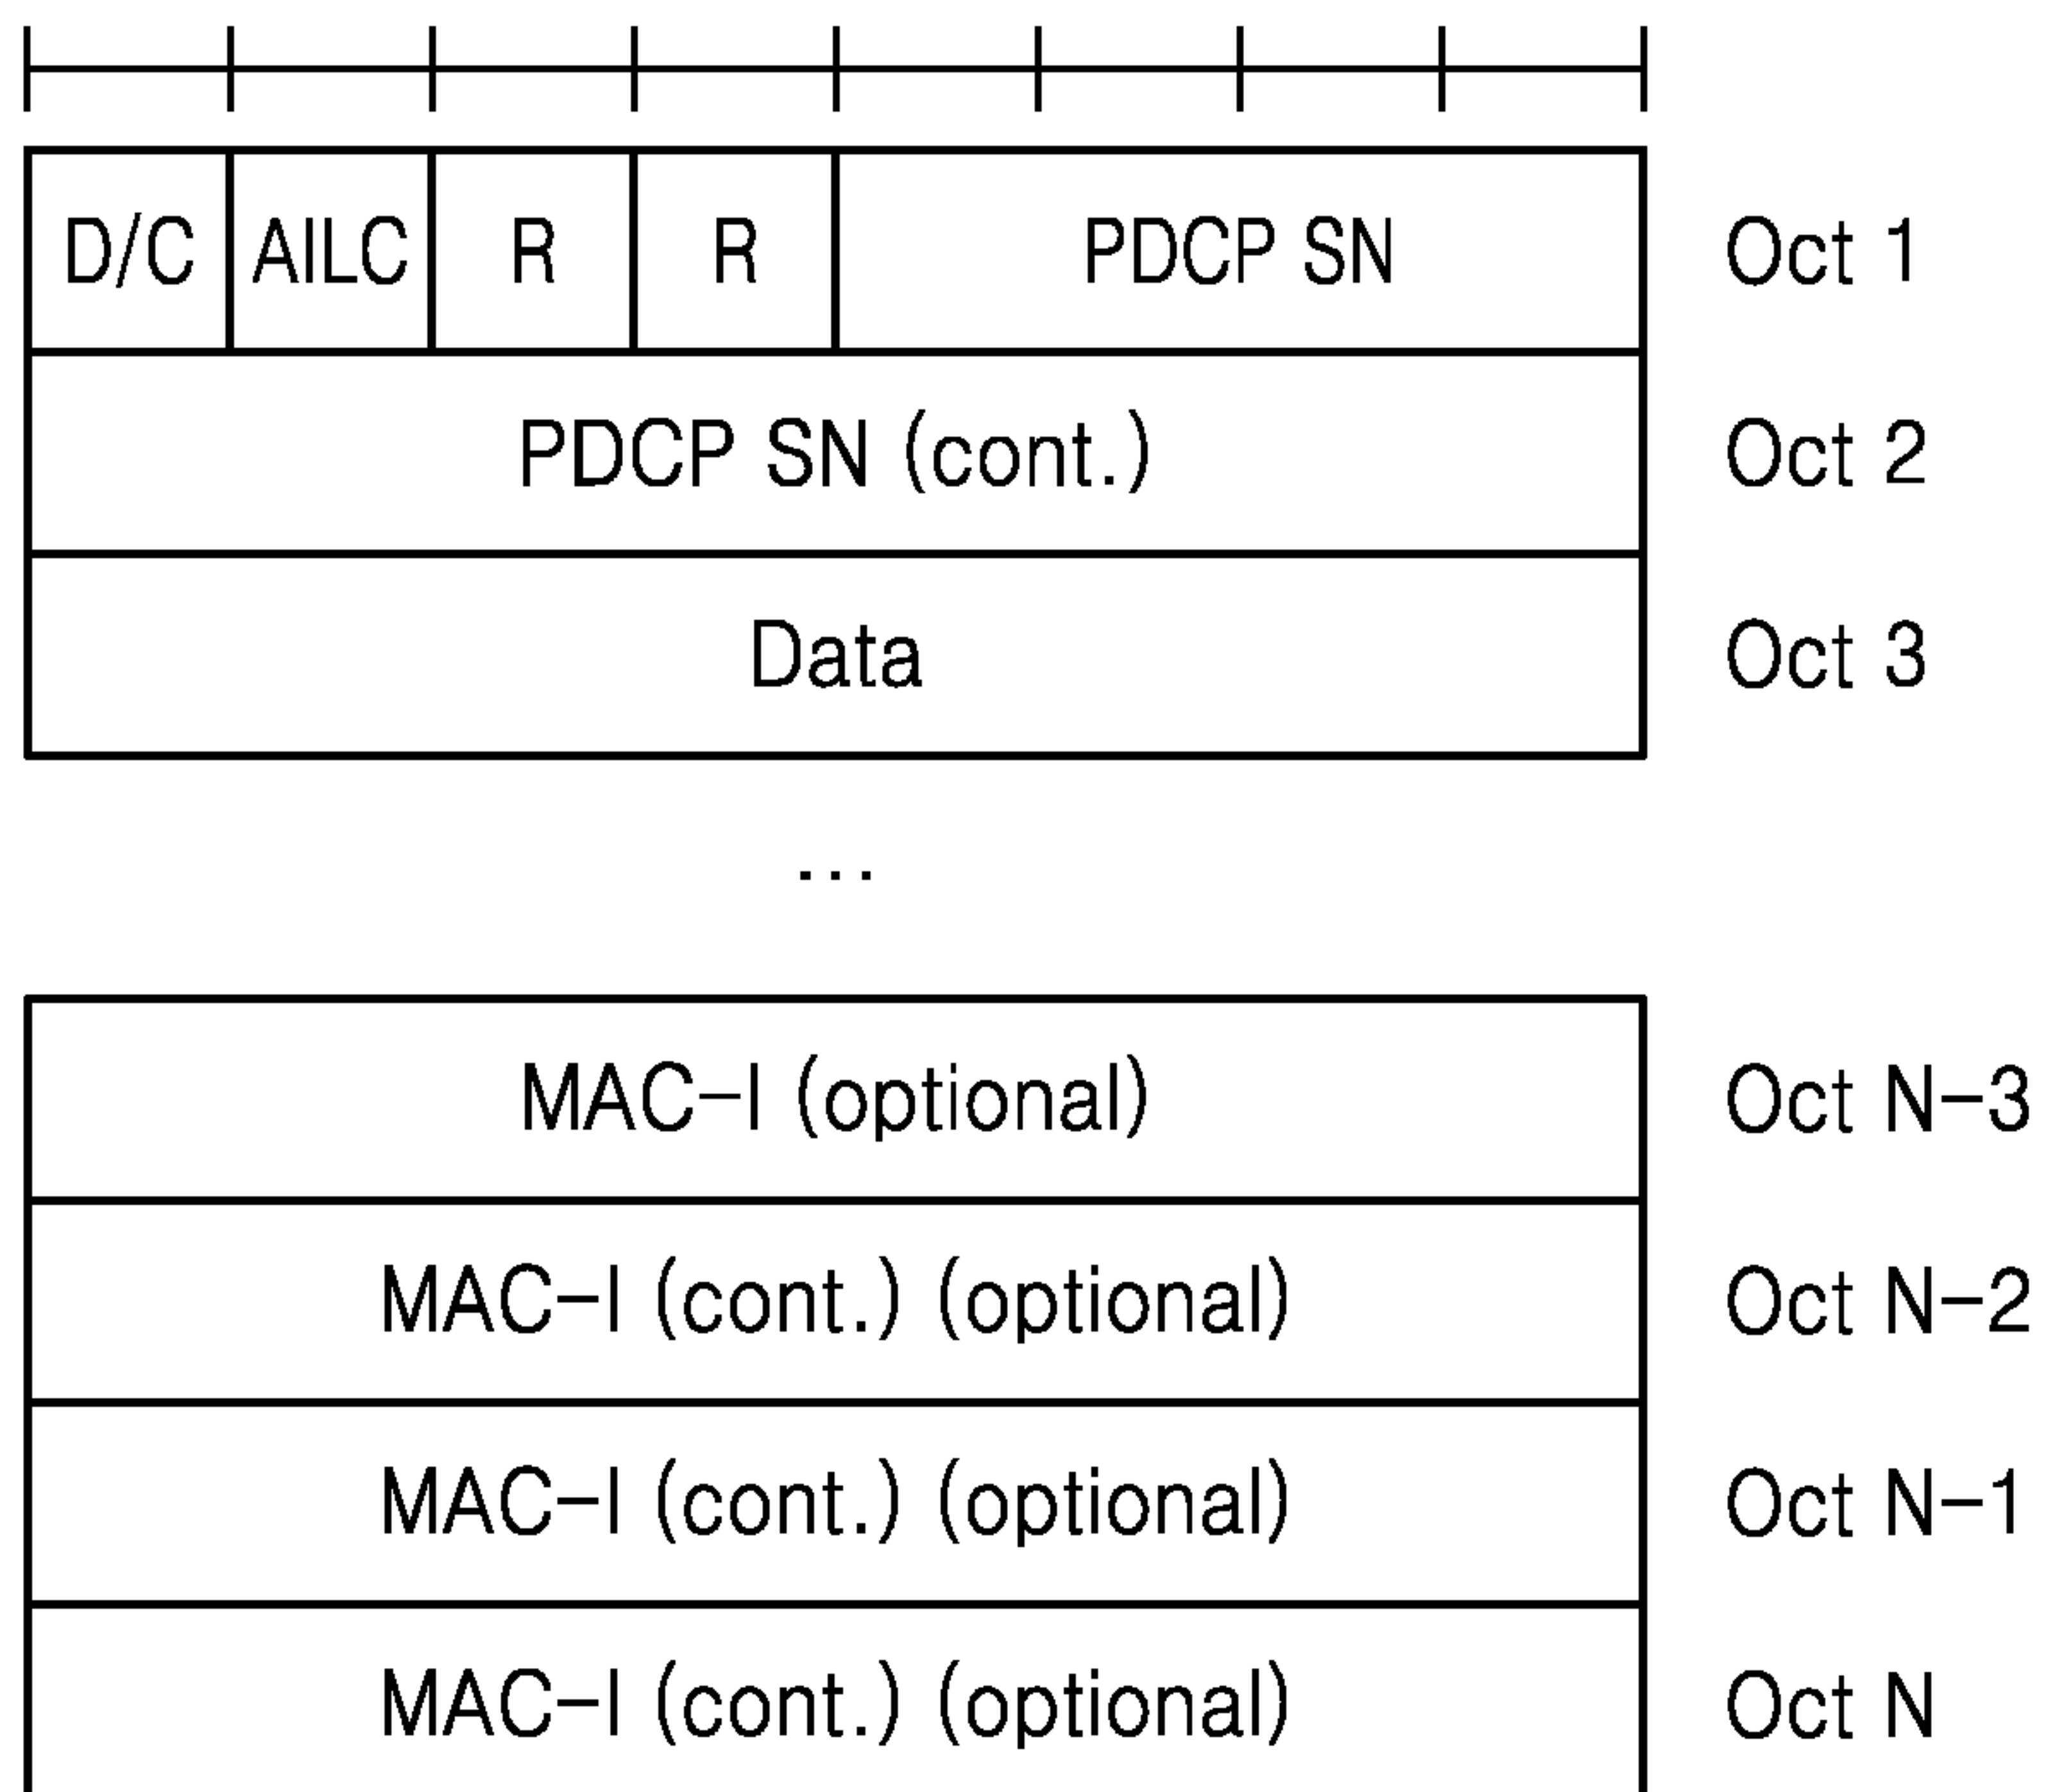 D/C AILC R R PDCP SN Oct 1
PDCP SN (cont.) Oct 2
Data Oct 3
...
MAC-I (optional) Oct N-3
MAC-I (cont.) (optional) Oct N-2
MAC-I (cont.) (optional) Oct N-1
MAC-I (cont.) (optional) Oct N